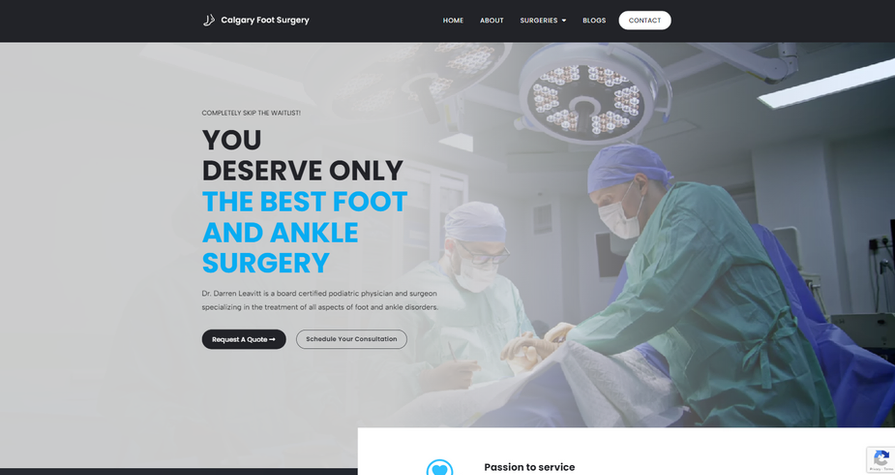 Calgary Foot Surgery
HOME ABOUT SURGERIES BLOGS CONTACT
COMPLETELY SKIP THE WAITLIST!
YOU
DESERVE ONLY
THE BEST FOOT
AND ANKLE
SURGERY
Dr. Darren Leavitt is a board certified podiatric physician and surgeon
specializing in the treatment of all aspects of foot and ankle disorders.
Request A Quote Schedule Your Consultation
Passion to service
Privacy - Terms